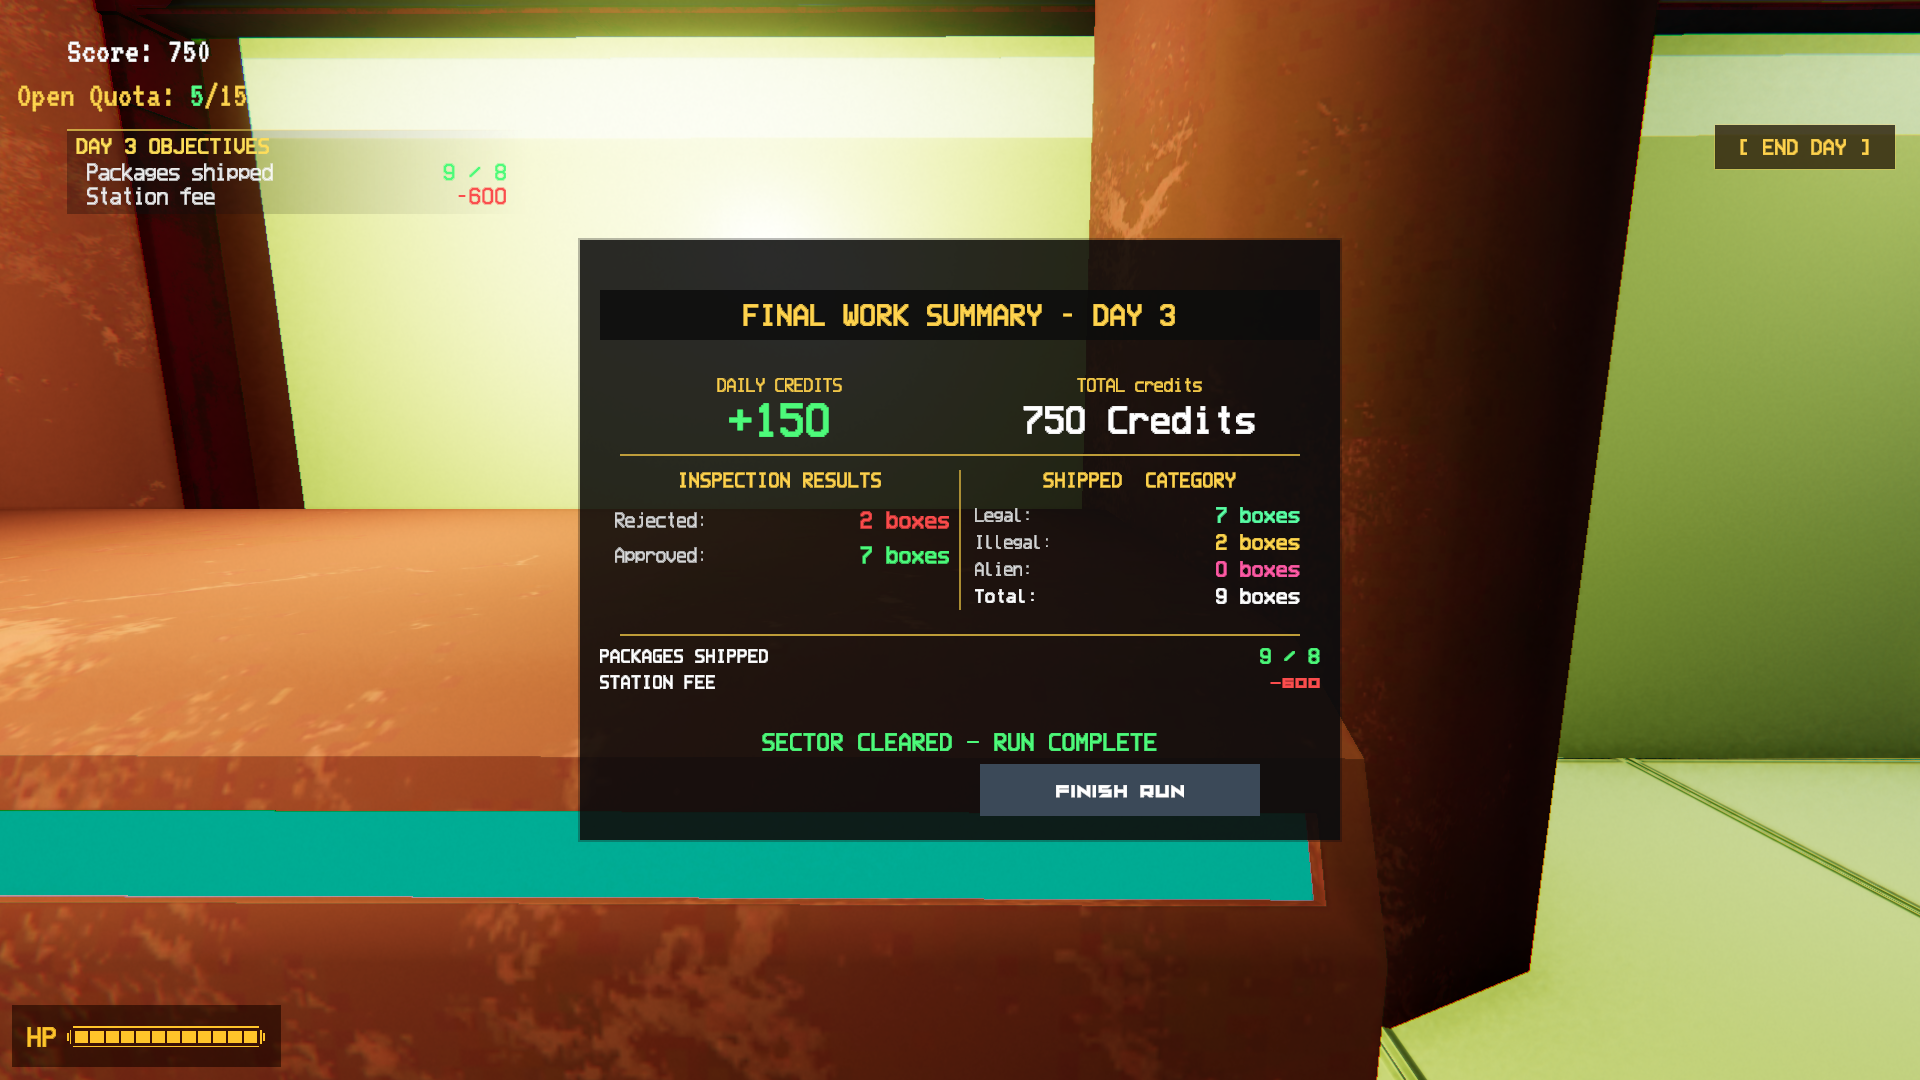 Score: 750
Open Quota: 5/15
DAY 3 OBJECTIVES
Packages shipped 9 / 8
Station fee -600
[ END DAY ]
FINAL WORK SUMMARY - DAY 3
DAILY CREDITS
+150
TOTAL credits
750 Credits
INSPECTION RESULTS
Rejected: 2 boxes
Approved: 7 boxes
SHIPPED CATEGORY
Legal: 7 boxes
Illegal: 2 boxes
Alien: 0 boxes
Total: 9 boxes
PACKAGES SHIPPED 9 / 8
STATION FEE -600
SECTOR CLEARED - RUN COMPLETE
FINISH RUN
HP